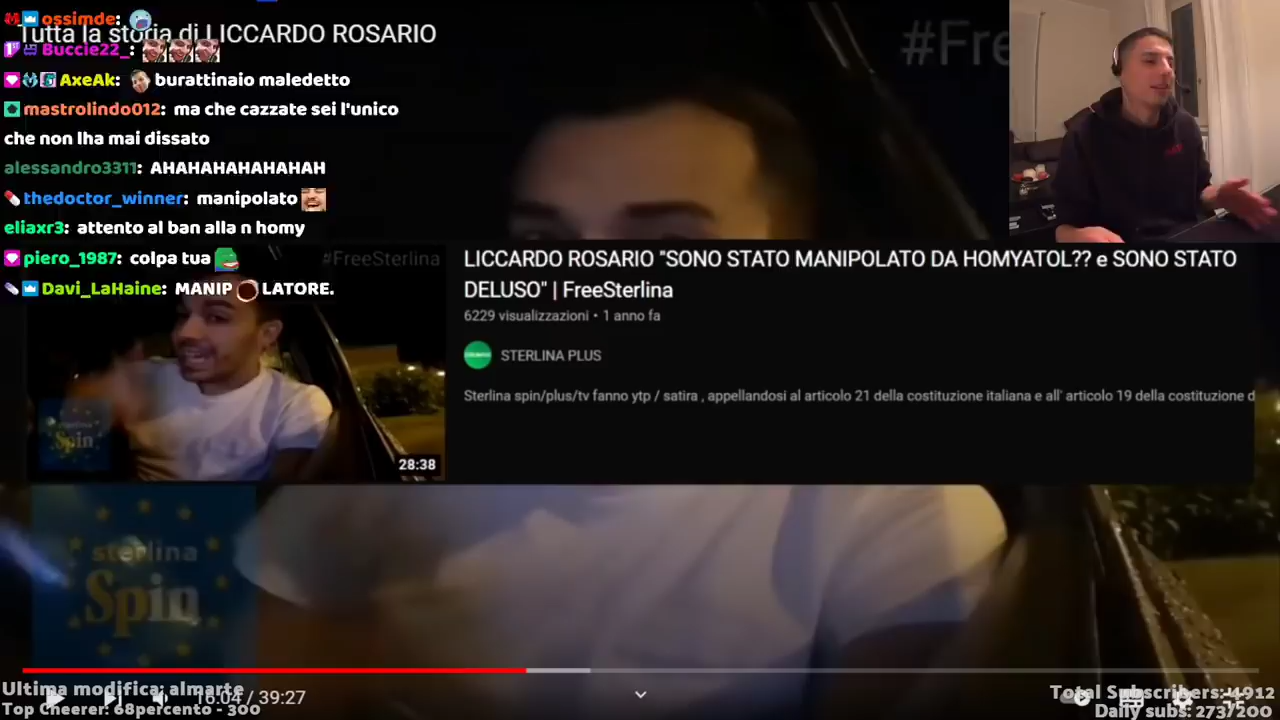 ossimde:
Tutta la storia di LICCARDO ROSARIO
#Fre
Buccie22_:
AxeAk: burattinaio maledetto
mastrolindo012: ma che cazzate sei l'unico
che non lha mai dissato
alessandro3311: AHAHAHAHAHAHAH
thedoctor_winner: manipolato
eliaxr3: attento al ban alla n homy
piero_1987: colpa tua
#FreeSterlina
Davi_LaHaine: MANIP LATORE.
LICCARDO ROSARIO "SONO STATO MANIPOLATO DA HOMYATOL?? e SONO STATO
DELUSO" | FreeSterlina
6229 visualizzazioni • 1 anno fa
STERLINA PLUS
Sterlina spin/plus/tv fanno ytp / satira , appellandosi al articolo 21 della costituzione italiana e all' articolo 19 della costituzione d
sterlina
Spin
28:38
sterlina
Spin
Ultima modifica: almarte
16:04 / 39:27
Top Cheerer: 68percento - 300
Total Subscribers: 4912
Daily subs: 273/200